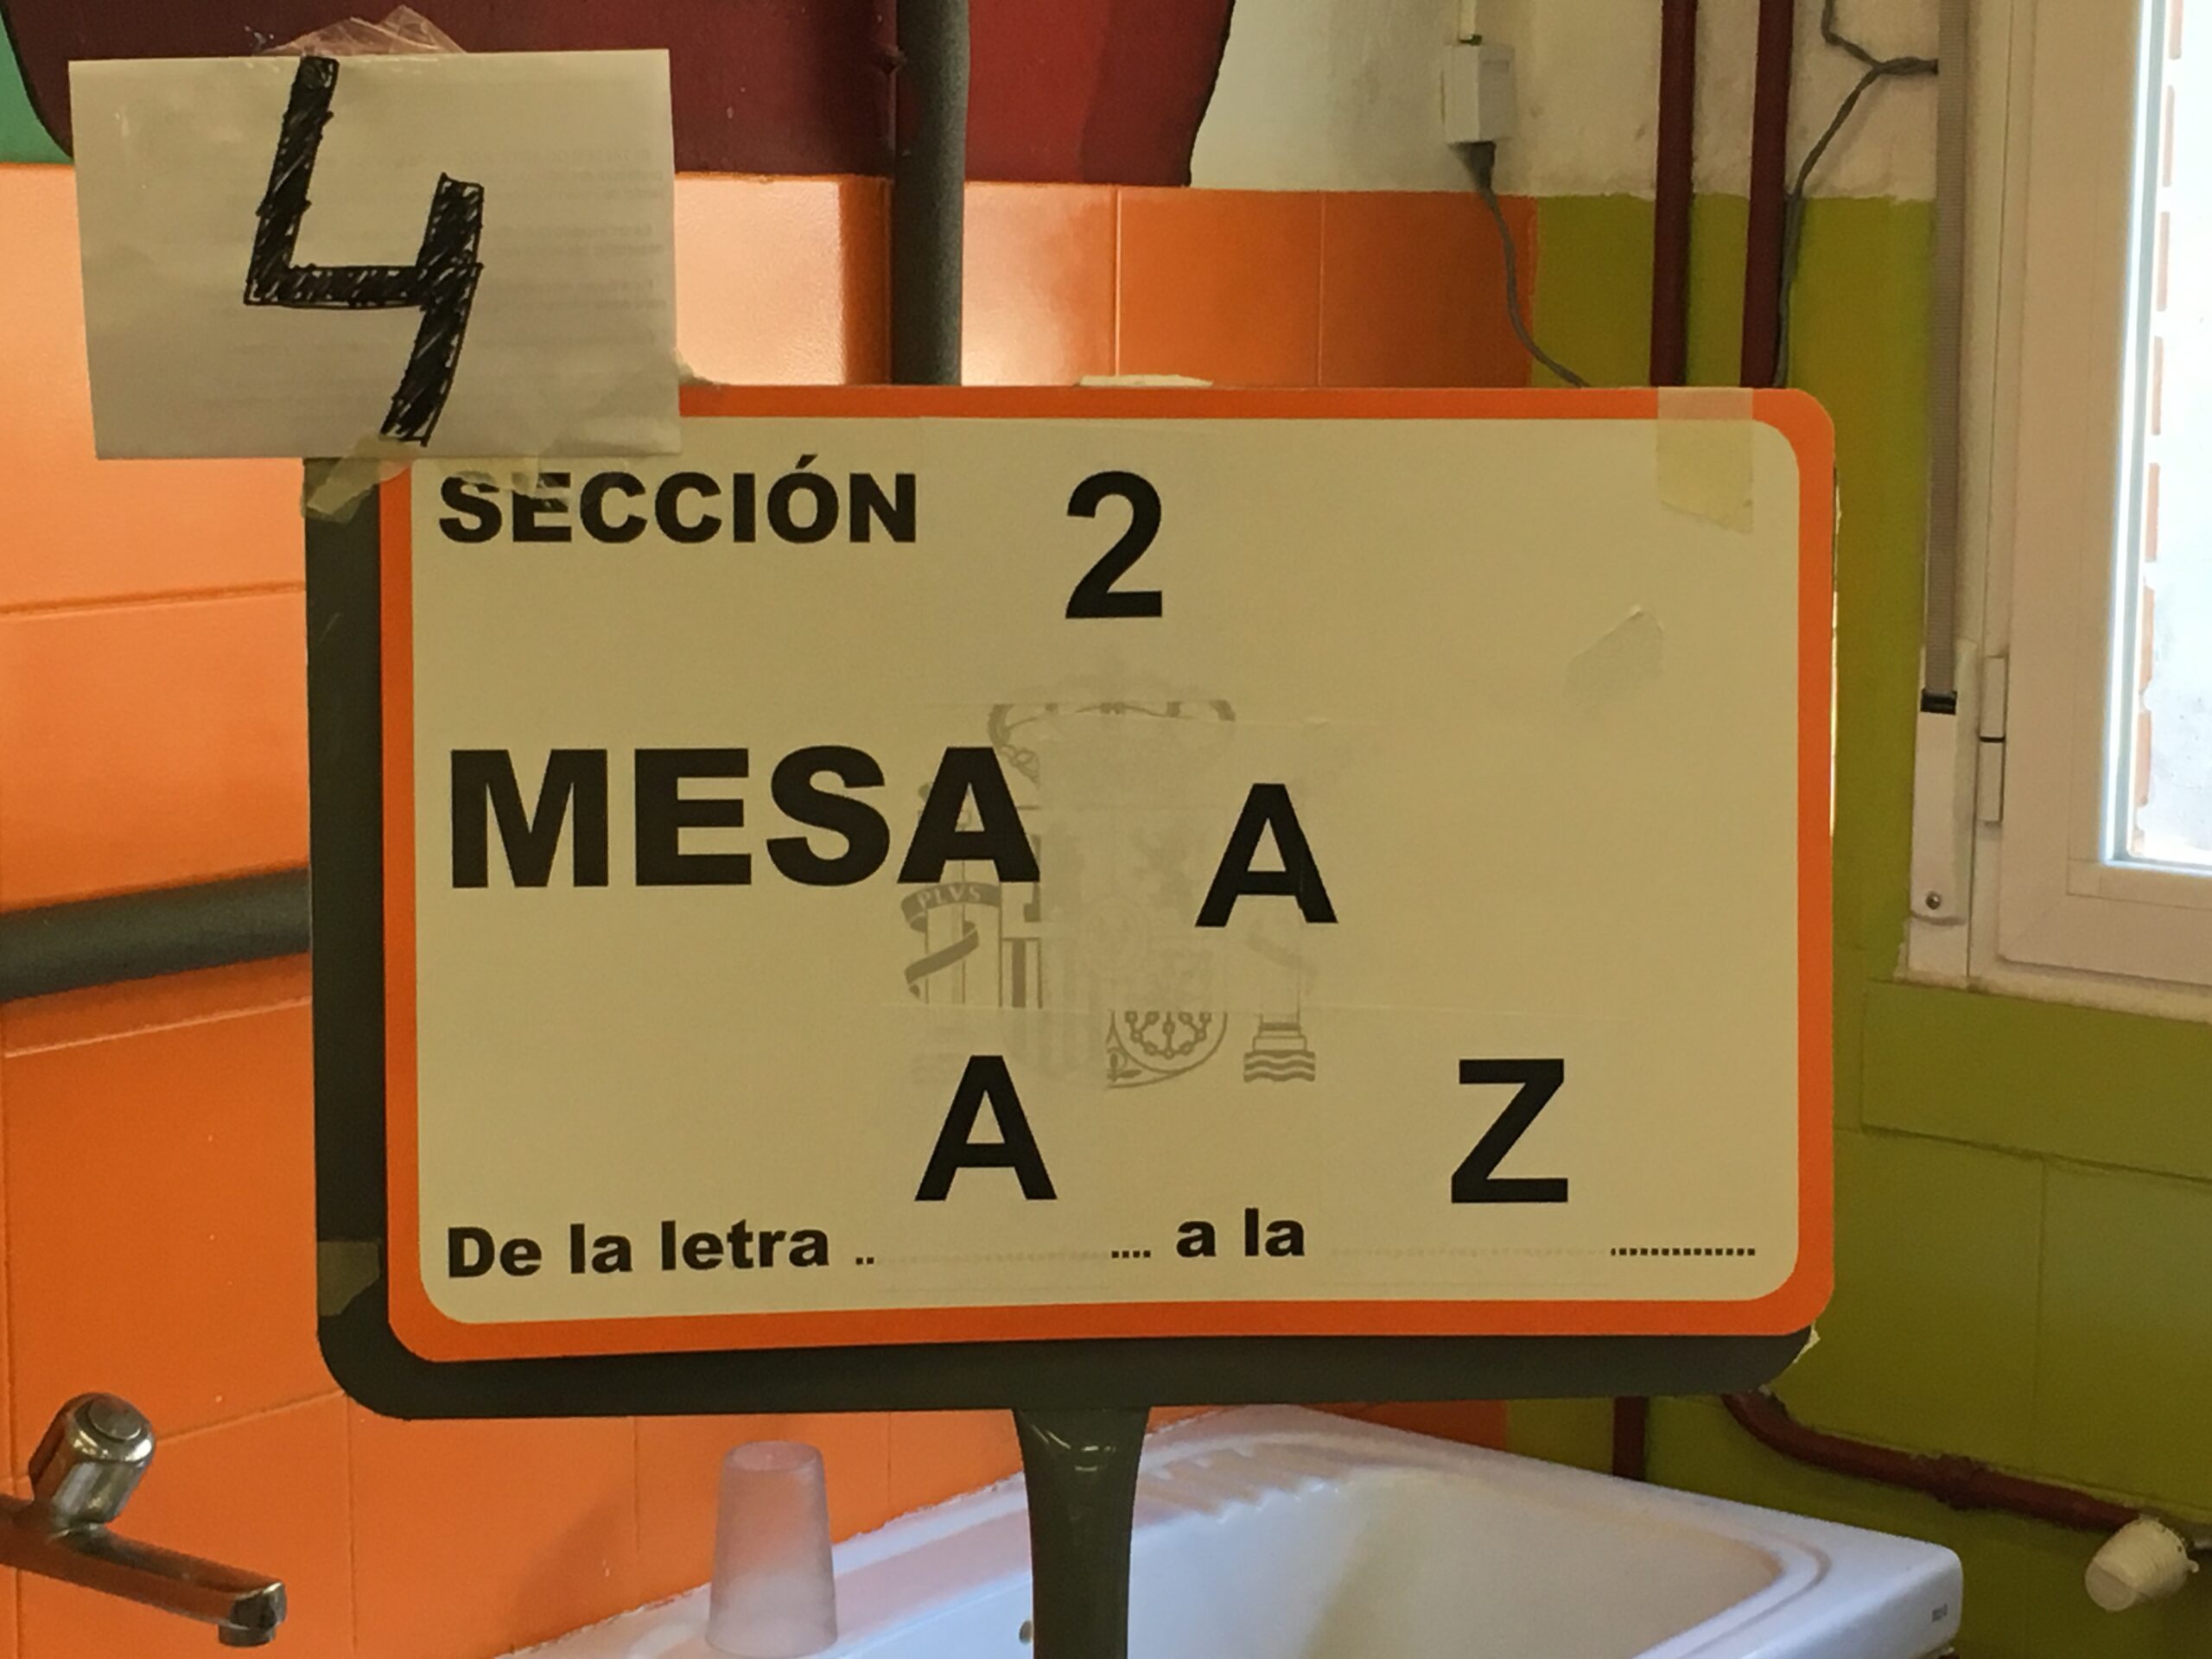 4
SECCIÓN 2
MESA A
PLVS
A Z
De la letra .. .... a la .............